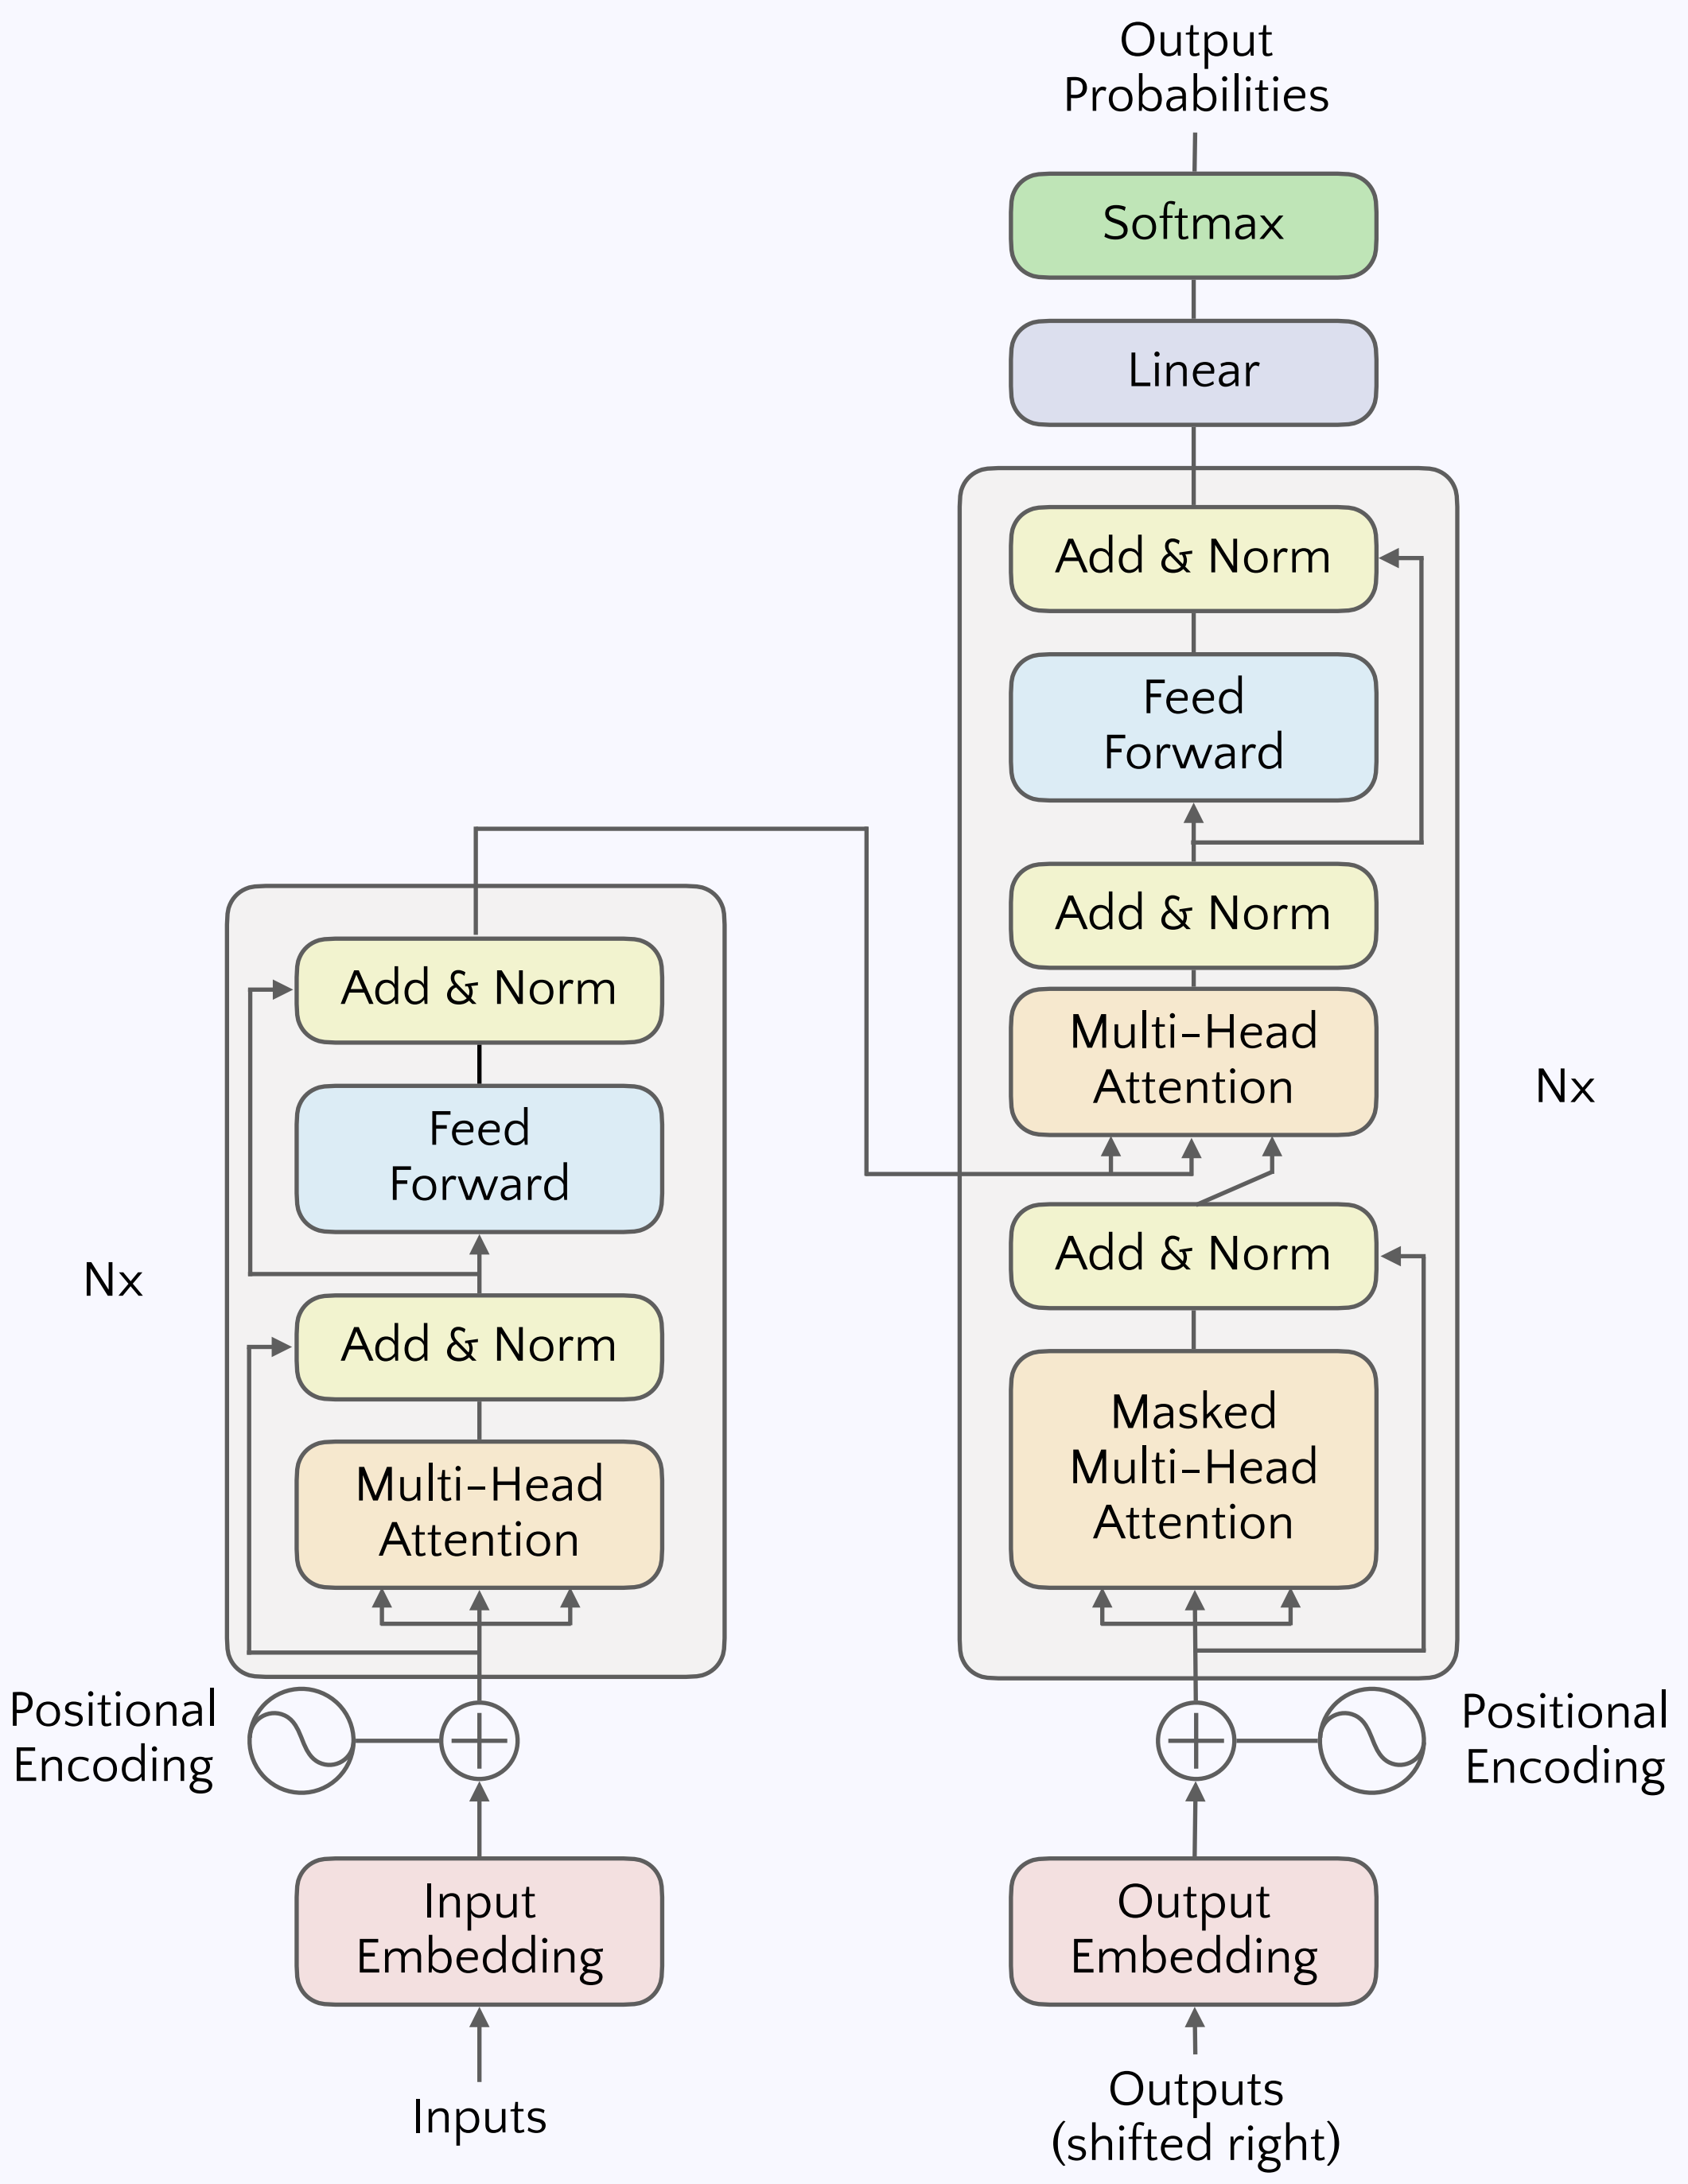 Output
Probabilities
Softmax
Linear
Add & Norm
Feed
Forward
Add & Norm
Multi-Head
Attention
Nx
Add & Norm
Masked
Multi-Head
Attention
Positional
Encoding
Output
Embedding
Outputs
(shifted right)
Add & Norm
Feed
Forward
Nx
Add & Norm
Multi-Head
Attention
Positional
Encoding
Input
Embedding
Inputs